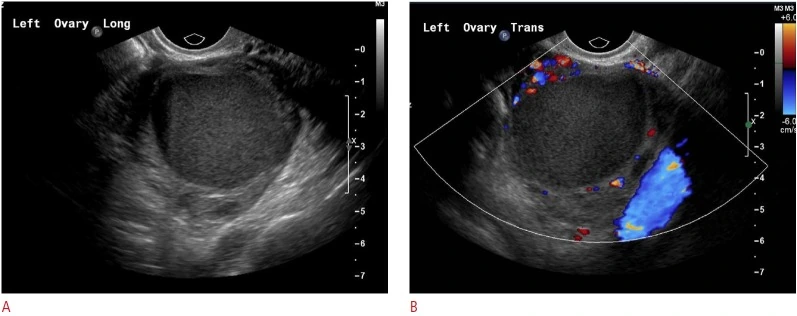 M3
Left Ovary Long
P
-0
-1
-2
X
-3
-4
-5
-6
-7
A
M3 M3
+6.0
Left Ovary Trans
P
-0
-1
-2
X
-3
-4
-5
-6
-7
-6.0
cm/s
B